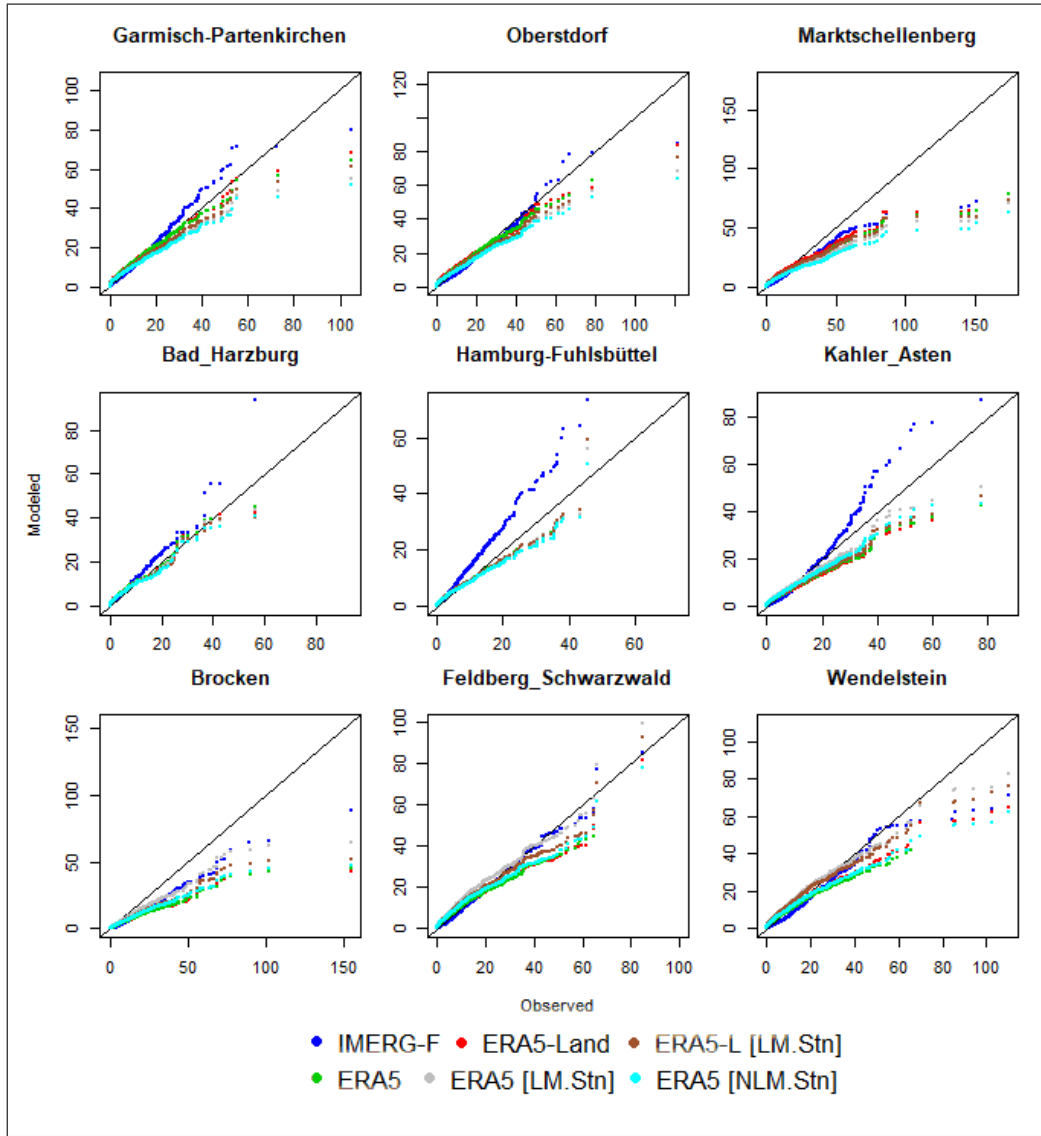 Garmisch-Partenkirchen Oberstdorf Marktschellenberg
0 20 40 60 80 100
0 20 40 60 80 100
0 20 40 60 80 120
0 20 40 60 80 100 120
0 50 100 150
0 50 100 150
Bad_Harzburg Hamburg-Fuhlsbüttel Kahler_Asten
Modeled
0 20 40 60 80
0 20 40 60 80
0 20 40 60
0 20 40 60
0 20 40 60 80
0 20 40 60 80
Brocken Feldberg_Schwarzwald Wendelstein
0 50 100 150
0 50 100 150
0 20 40 60 80 100
0 20 40 60 80 100
0 20 40 60 80 100
0 20 40 60 80 100
Observed
IMERG-F ERA5-Land ERA5-L [LM.Stn]
ERA5 ERA5 [LM.Stn] ERA5 [NLM.Stn]